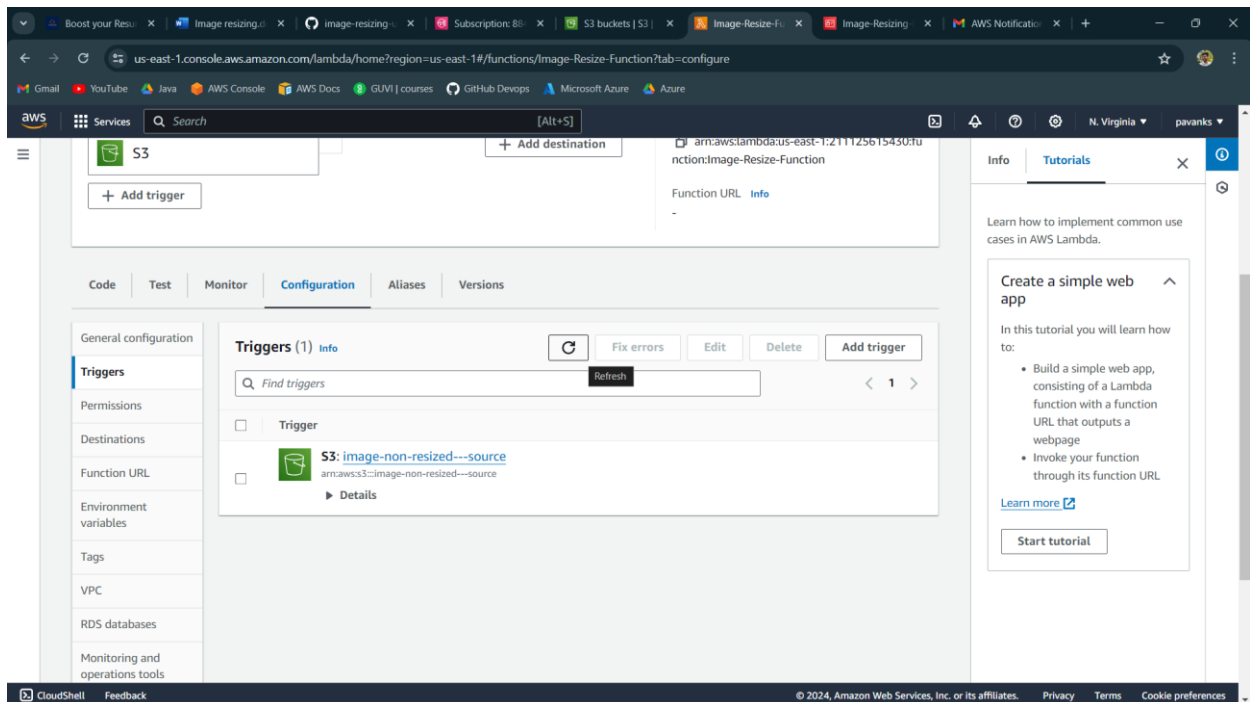 Boost your Resu
Image resizing.d
image-resizing-u
Subscription: 88
S3 buckets | S3 |
Image-Resize-Fu
Image-Resizing-
AWS Notification
us-east-1.console.aws.amazon.com/lambda/home?region=us-east-1#/functions/Image-Resize-Function?tab=configure
Gmail
YouTube
Java
AWS Console
AWS Docs
GUVI | courses
GitHub Devops
Microsoft Azure
Azure
aws
Services
Search
[Alt+S]
N. Virginia
pavanks
S3
+ Add trigger
+ Add destination
arn:aws:lambda:us-east-1:211125615430:fu
nction:Image-Resize-Function
Function URL Info
-
Code
Test
Monitor
Configuration
Aliases
Versions
General configuration
Triggers
Permissions
Destinations
Function URL
Environment
variables
Tags
VPC
RDS databases
Monitoring and
operations tools
Triggers (1) Info
Fix errors
Edit
Delete
Add trigger
Refresh
Find triggers
1
Trigger
S3: image-non-resized---source
arn:aws:s3:::image-non-resized---source
Details
Info
Tutorials
Learn how to implement common use
cases in AWS Lambda.
Create a simple web
app
In this tutorial you will learn how
to:
• Build a simple web app,
consisting of a Lambda
function with a function
URL that outputs a
webpage
• Invoke your function
through its function URL
Learn more
Start tutorial
CloudShell
Feedback
© 2024, Amazon Web Services, Inc. or its affiliates.
Privacy
Terms
Cookie preferences